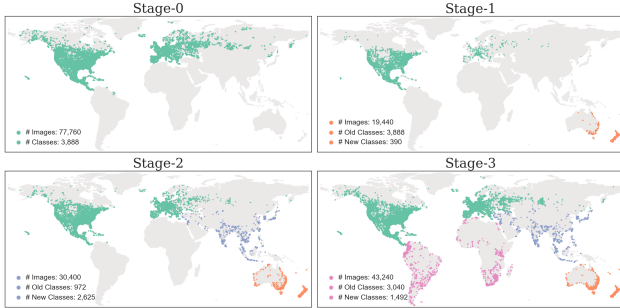 Stage-0
# Images: 77,760
# Classes: 3,888
Stage-1
# Images: 19,440
# Old Classes: 3,888
# New Classes: 390
Stage-2
# Images: 30,400
# Old Classes: 972
# New Classes: 2,625
Stage-3
# Images: 43,240
# Old Classes: 3,040
# New Classes: 1,492